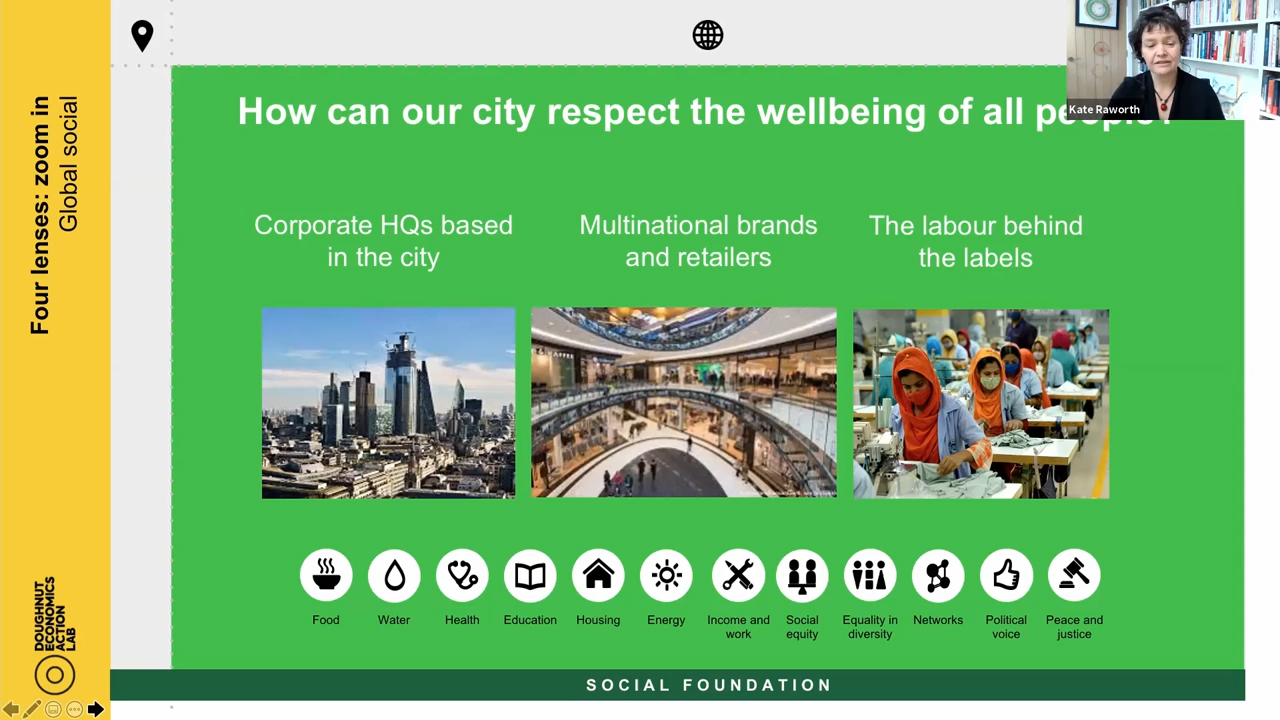 Four lenses: zoom in
Global social
How can our city respect the wellbeing of all people?
Kate Raworth
Corporate HQs based
in the city
Multinational brands
and retailers
The labour behind
the labels
Food
Water
Health
Education
Housing
Energy
Income and
work
Social
equity
Equality in
diversity
Networks
Political
voice
Peace and
justice
SOCIAL FOUNDATION
DOUGHNUT
ECONOMICS
ACTION
LAB